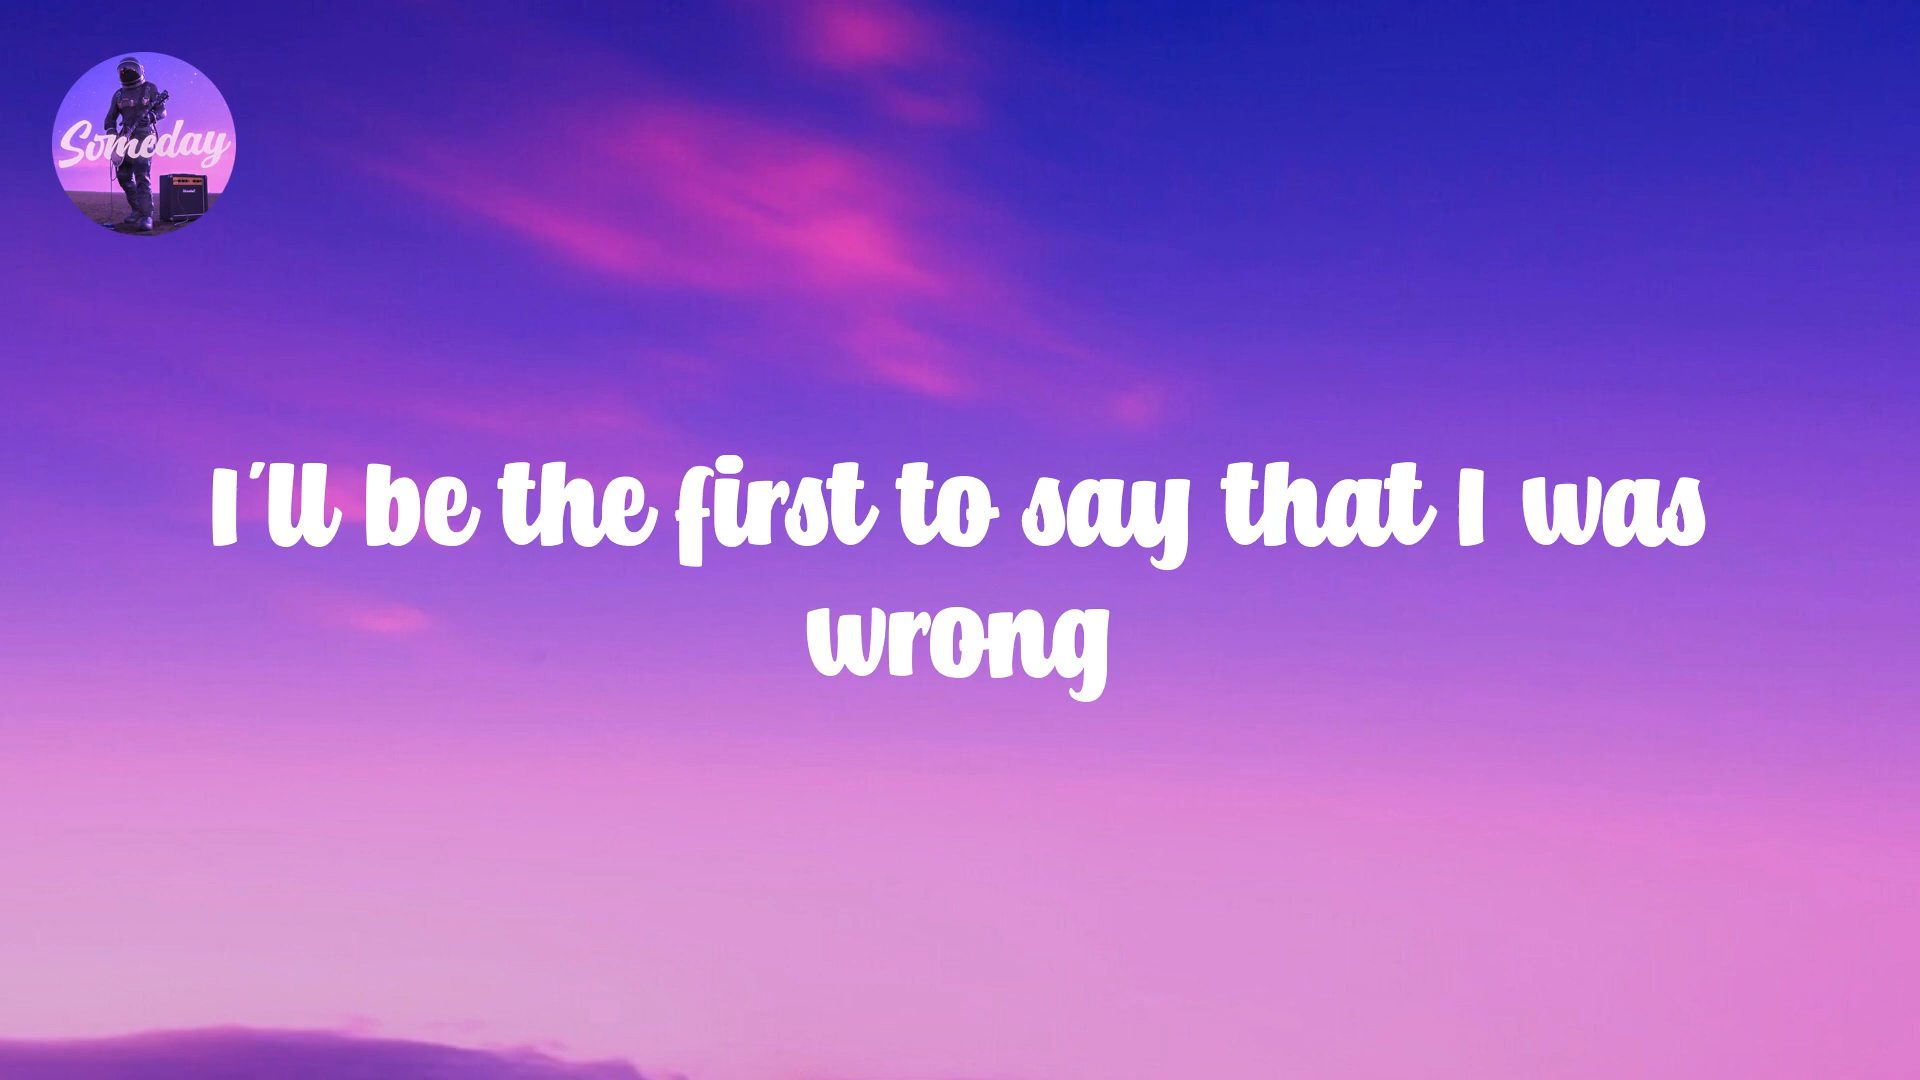 Someday
I'll be the first to say that I was
wrong